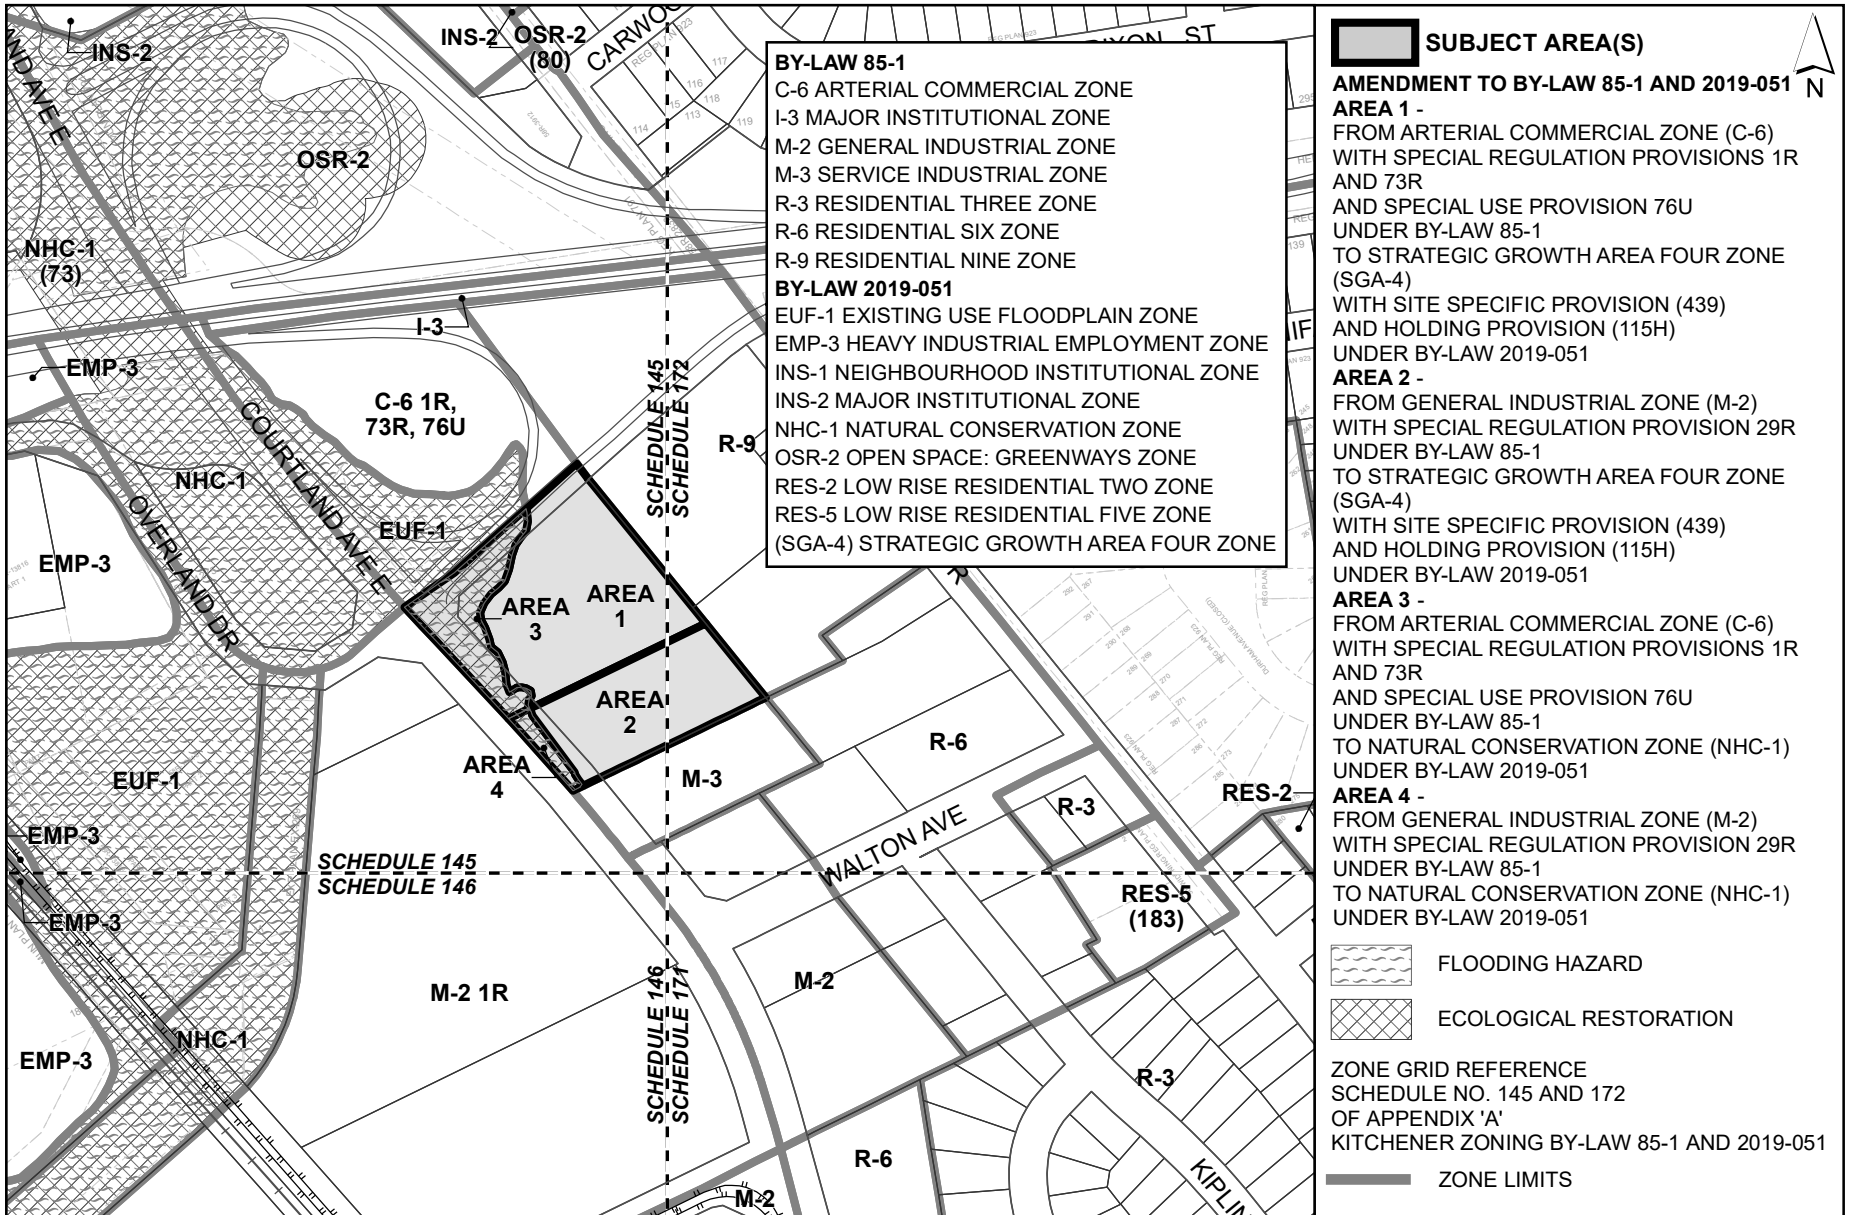 INS-2
INS-2
OSR-2
(80)
OSR-2
NHC-1
(73)
I-3
EMP-3
C-6 1R,
73R, 76U
COURTLAND AVE E
NHC-1
OVERLAND DR
EUF-1
EMP-3
R-9
SCHEDULE 145
SCHEDULE 172
AREA
3
AREA
1
AREA
2
AREA
4
M-3
R-6
R-3
RES-2
EUF-1
EMP-3
SCHEDULE 145
SCHEDULE 146
WALTON AVE
RES-5
(183)
EMP-3
M-2 1R
SCHEDULE 146
SCHEDULE 171
M-2
NHC-1
EMP-3
R-3
R-6
M-2
BY-LAW 85-1
C-6 ARTERIAL COMMERCIAL ZONE
I-3 MAJOR INSTITUTIONAL ZONE
M-2 GENERAL INDUSTRIAL ZONE
M-3 SERVICE INDUSTRIAL ZONE
R-3 RESIDENTIAL THREE ZONE
R-6 RESIDENTIAL SIX ZONE
R-9 RESIDENTIAL NINE ZONE
BY-LAW 2019-051
EUF-1 EXISTING USE FLOODPLAIN ZONE
EMP-3 HEAVY INDUSTRIAL EMPLOYMENT ZONE
INS-1 NEIGHBOURHOOD INSTITUTIONAL ZONE
INS-2 MAJOR INSTITUTIONAL ZONE
NHC-1 NATURAL CONSERVATION ZONE
OSR-2 OPEN SPACE: GREENWAYS ZONE
RES-2 LOW RISE RESIDENTIAL TWO ZONE
RES-5 LOW RISE RESIDENTIAL FIVE ZONE
(SGA-4) STRATEGIC GROWTH AREA FOUR ZONE
SUBJECT AREA(S)
N
AMENDMENT TO BY-LAW 85-1 AND 2019-051
AREA 1 -
FROM ARTERIAL COMMERCIAL ZONE (C-6)
WITH SPECIAL REGULATION PROVISIONS 1R
AND 73R
AND SPECIAL USE PROVISION 76U
UNDER BY-LAW 85-1
TO STRATEGIC GROWTH AREA FOUR ZONE
(SGA-4)
WITH SITE SPECIFIC PROVISION (439)
AND HOLDING PROVISION (115H)
UNDER BY-LAW 2019-051
AREA 2 -
FROM GENERAL INDUSTRIAL ZONE (M-2)
WITH SPECIAL REGULATION PROVISION 29R
UNDER BY-LAW 85-1
TO STRATEGIC GROWTH AREA FOUR ZONE
(SGA-4)
WITH SITE SPECIFIC PROVISION (439)
AND HOLDING PROVISION (115H)
UNDER BY-LAW 2019-051
AREA 3 -
FROM ARTERIAL COMMERCIAL ZONE (C-6)
WITH SPECIAL REGULATION PROVISIONS 1R
AND 73R
AND SPECIAL USE PROVISION 76U
UNDER BY-LAW 85-1
TO NATURAL CONSERVATION ZONE (NHC-1)
UNDER BY-LAW 2019-051
AREA 4 -
FROM GENERAL INDUSTRIAL ZONE (M-2)
WITH SPECIAL REGULATION PROVISION 29R
UNDER BY-LAW 85-1
TO NATURAL CONSERVATION ZONE (NHC-1)
UNDER BY-LAW 2019-051
FLOODING HAZARD
ECOLOGICAL RESTORATION
ZONE GRID REFERENCE
SCHEDULE NO. 145 AND 172
OF APPENDIX 'A'
KITCHENER ZONING BY-LAW 85-1 AND 2019-051
ZONE LIMITS